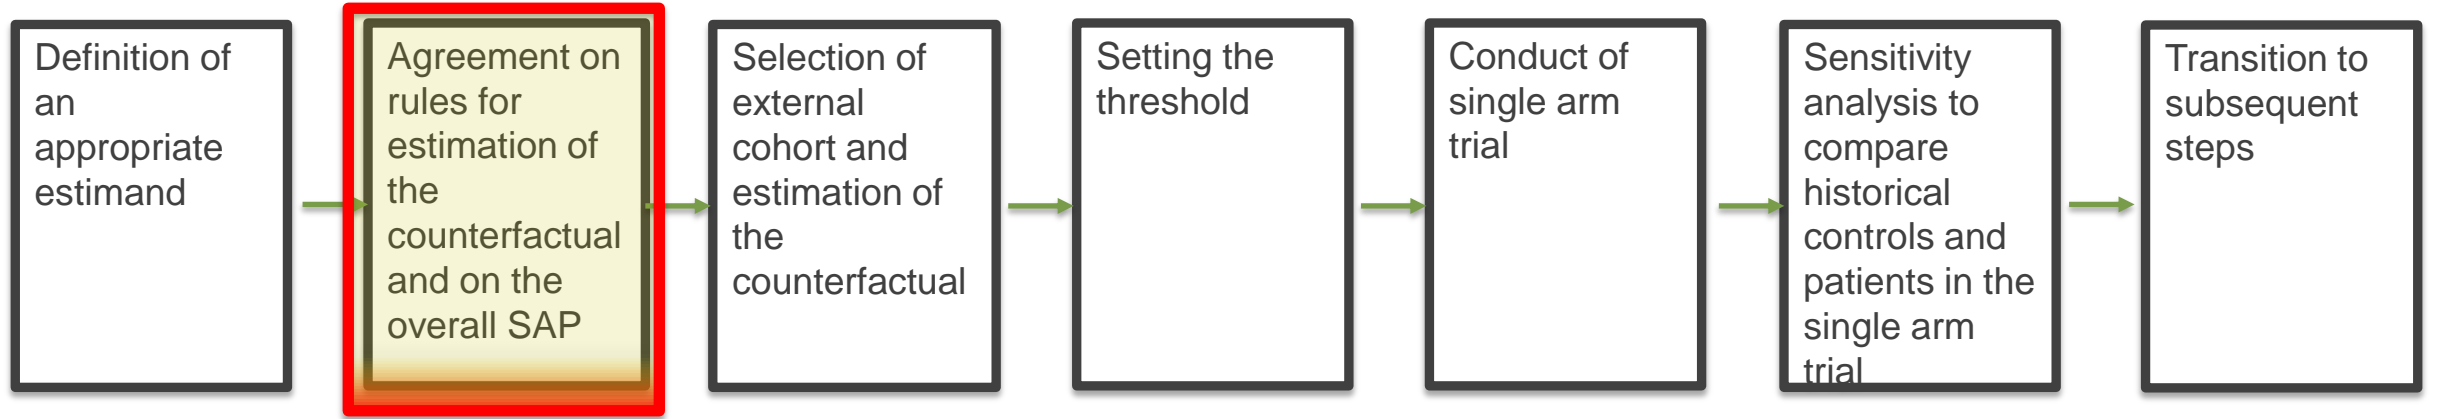 Definition of
an
appropriate
estimand
Agreement on
rules for
estimation of
the
counterfactual
and on the
overall SAP
Selection of
external
cohort and
estimation of
the
counterfactual
Setting the
threshold
Conduct of
single arm
trial
Sensitivity
analysis to
compare
historical
controls and
patients in the
single arm
trial
Transition to
subsequent
steps